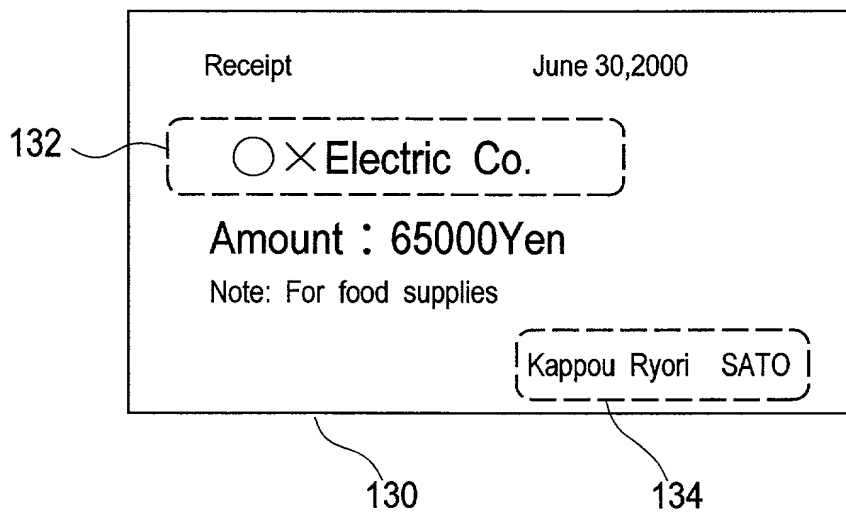 Receipt June 30,2000
132
○×Electric Co.
Amount : 65000Yen
Note: For food supplies
Kappou Ryori SATO
130
134